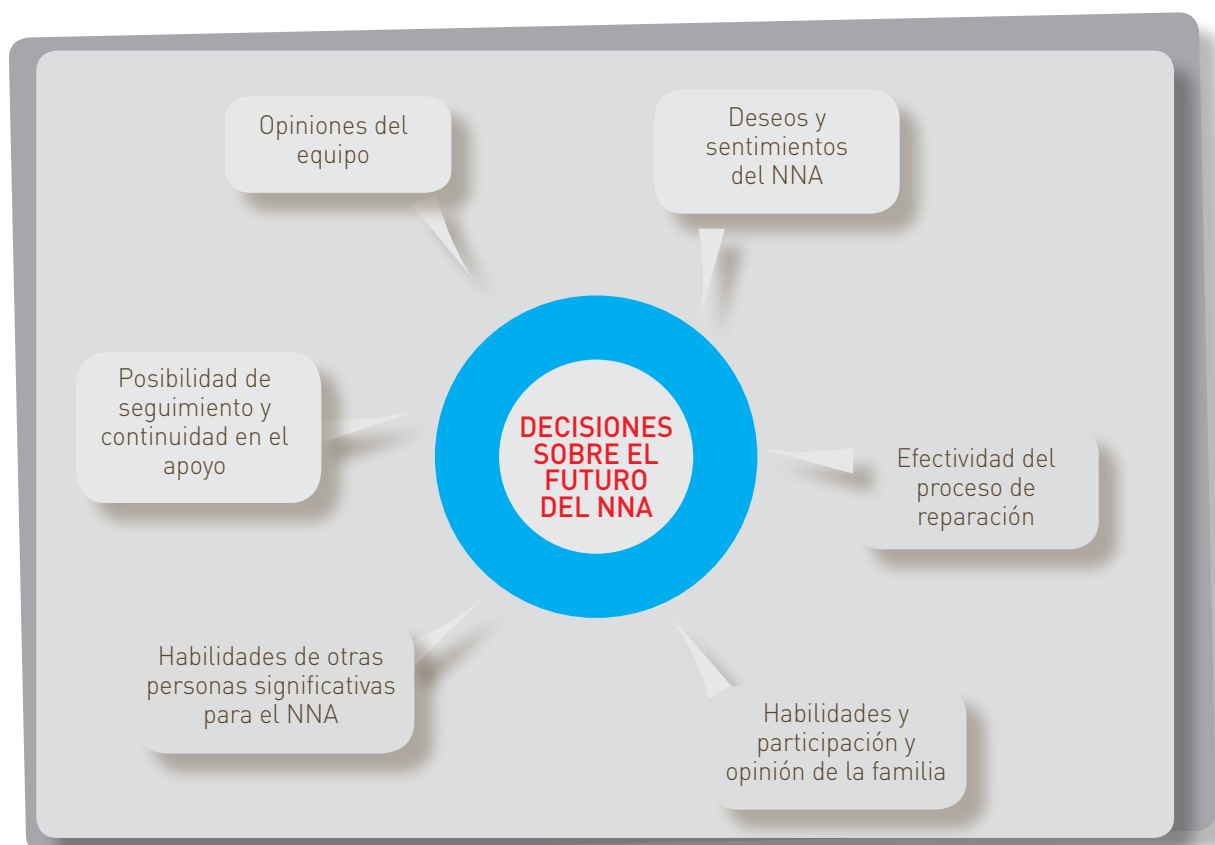 Opiniones del
equipo
Deseos y
sentimientos
del NNA
Posibilidad de
seguimiento y
continuidad en el
apoyo
DECISIONES
SOBRE EL
FUTURO
DEL NNA
Efectividad del
proceso de
reparación
Habilidades de otras
personas significativas
para el NNA
Habilidades y
participación y
opinión de la familia